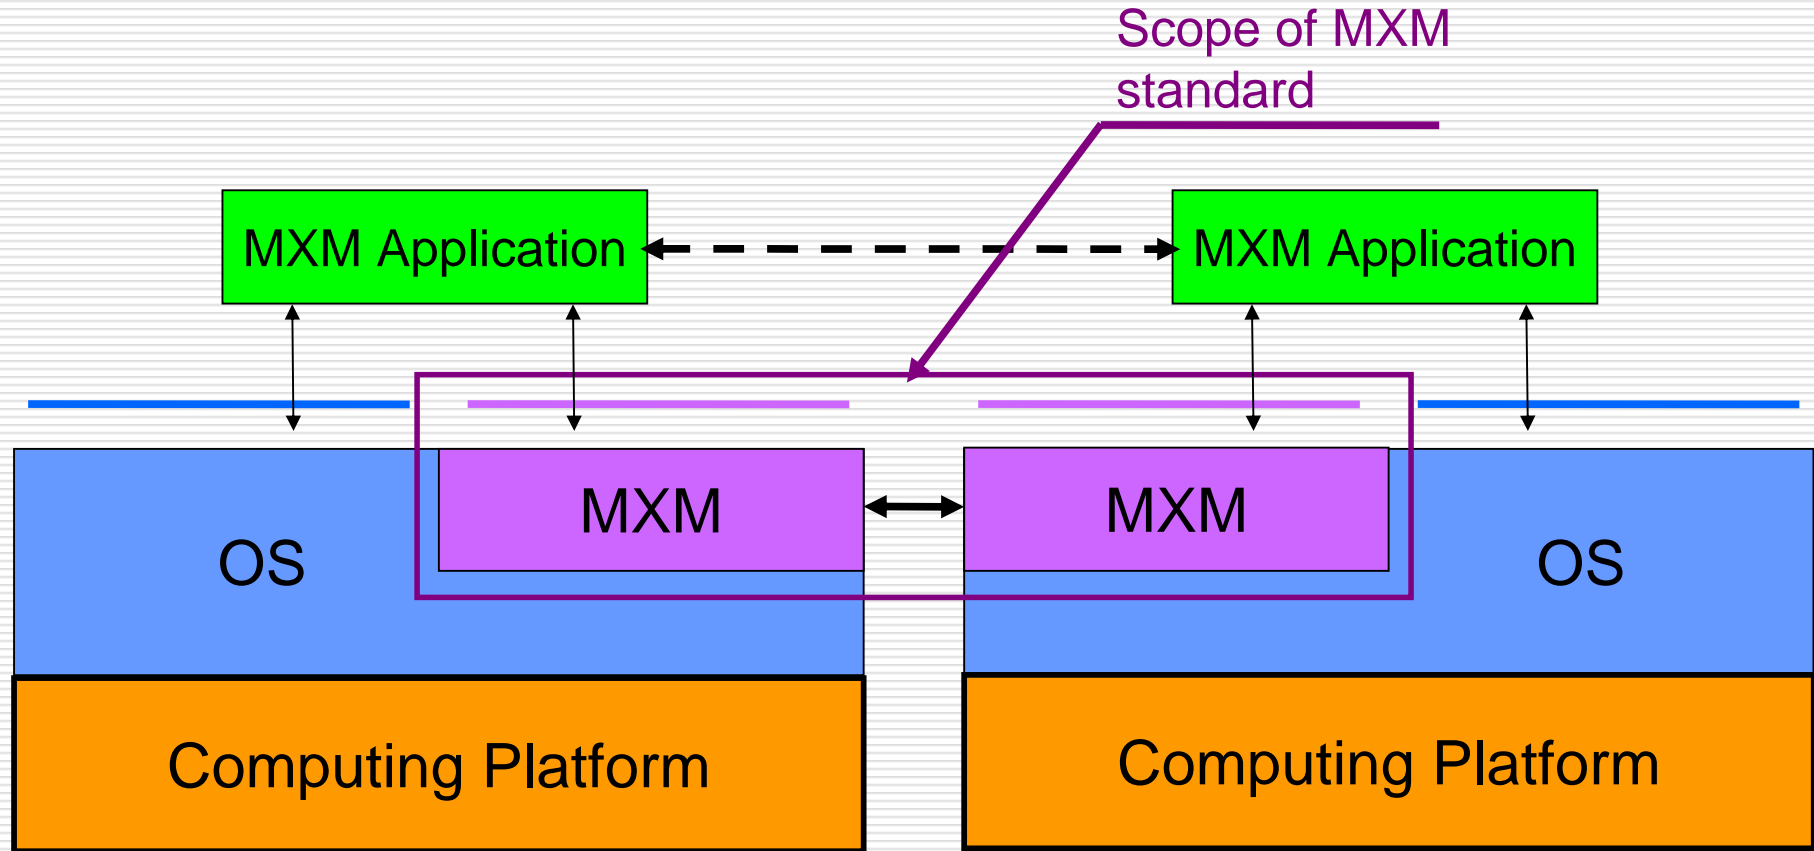 Scope of MXM
standard
MXM Application
MXM Application
MXM
MXM
OS
OS
Computing Platform
Computing Platform